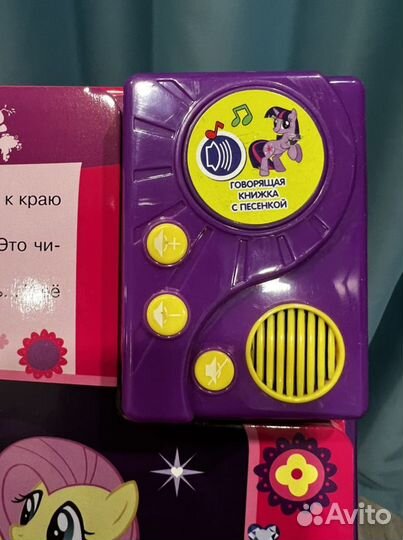 ГОВОРЯЩАЯ
КНИЖКА
С ПЕСЕНКОЙ
к краю
Это чи-
Avito